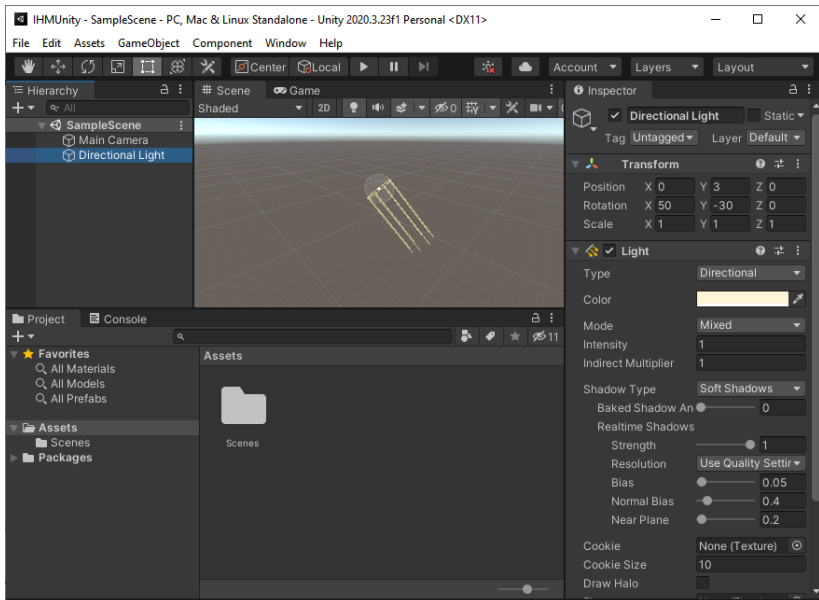 IHMUnity - SampleScene - PC, Mac & Linux Standalone - Unity 2020.3.23f1 Personal <DX11>
File Edit Assets GameObject Component Window Help
Center Local Account Layers Layout
Hierarchy
All
SampleScene
Main Camera
Directional Light
Scene Game
Shaded 2D 0
Inspector
Directional Light Static
Tag Untagged Layer Default
Transform
Position X 0 Y 3 Z 0
Rotation X 50 Y -30 Z 0
Scale X 1 Y 1 Z 1
Light
Type Directional
Color
Mode Mixed
Intensity 1
Indirect Multiplier 1
Shadow Type Soft Shadows
Baked Shadow An 0
Realtime Shadows
Strength 1
Resolution Use Quality Settir
Bias 0.05
Normal Bias 0.4
Near Plane 0.2
Cookie None (Texture)
Cookie Size 10
Draw Halo
Project Console
11
Favorites
All Materials
All Models
All Prefabs
Assets
Scenes
Packages
Assets
Scenes